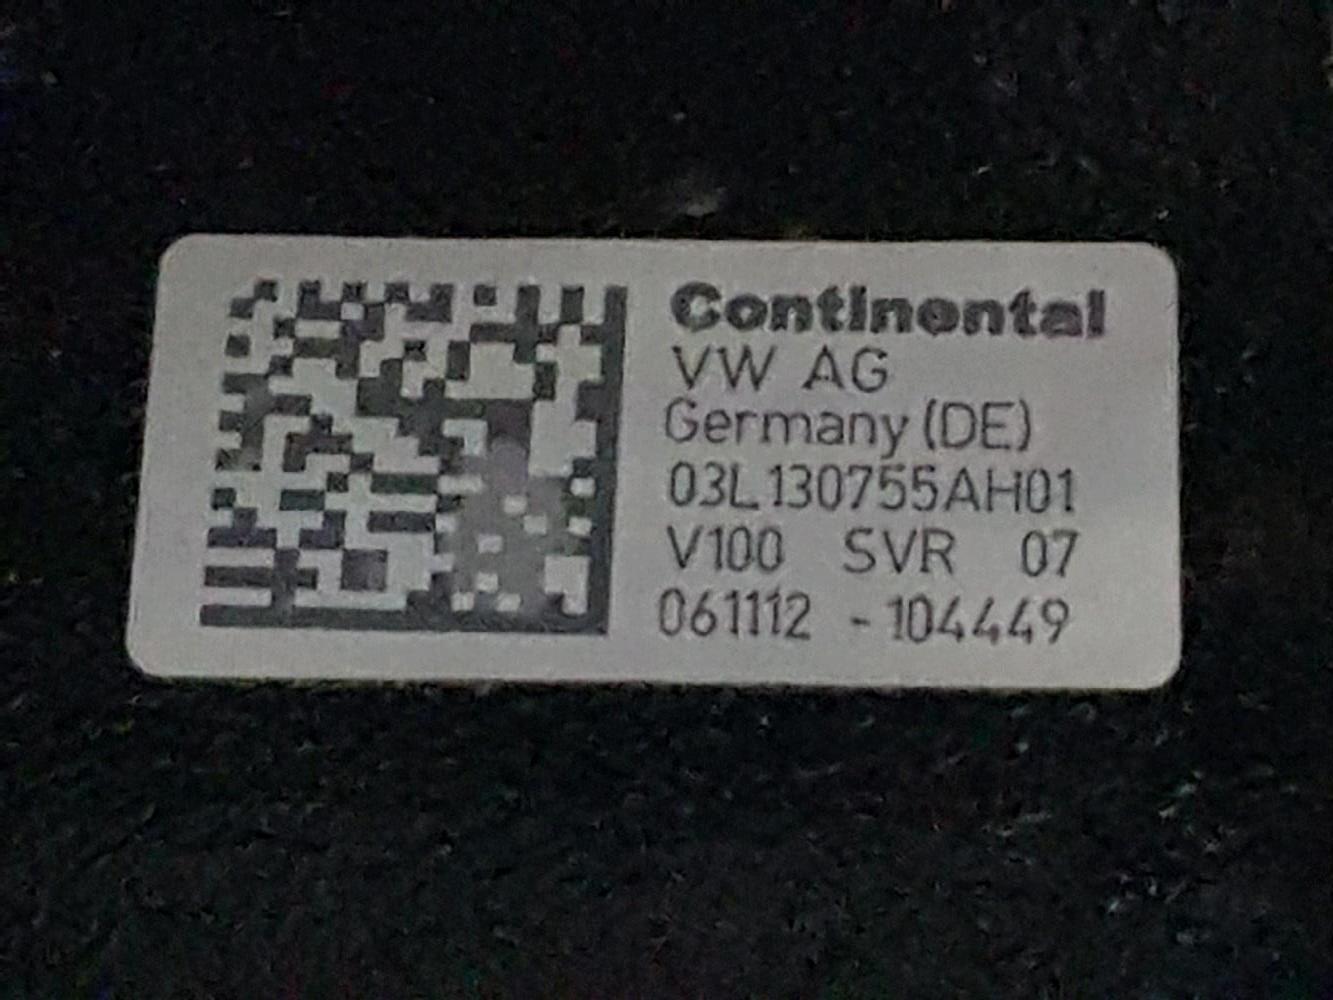 Continental
VW AG
Germany (DE)
03L130755AH01
V100 SVR 07
061112 - 104449